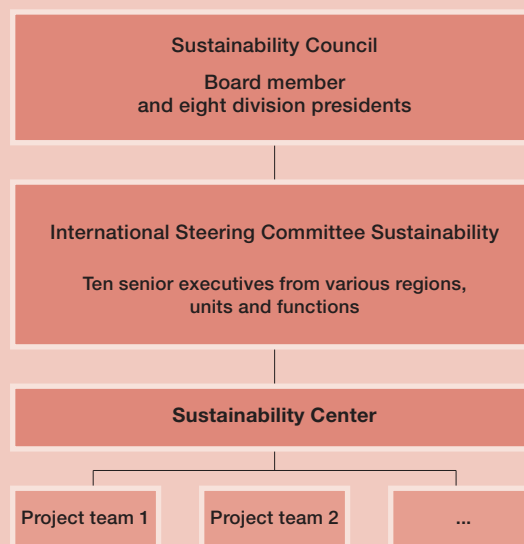 Sustainability Council
Board member
and eight division presidents
International Steering Committee Sustainability
Ten senior executives from various regions,
units and functions
Sustainability Center
Project team 1
Project team 2
...